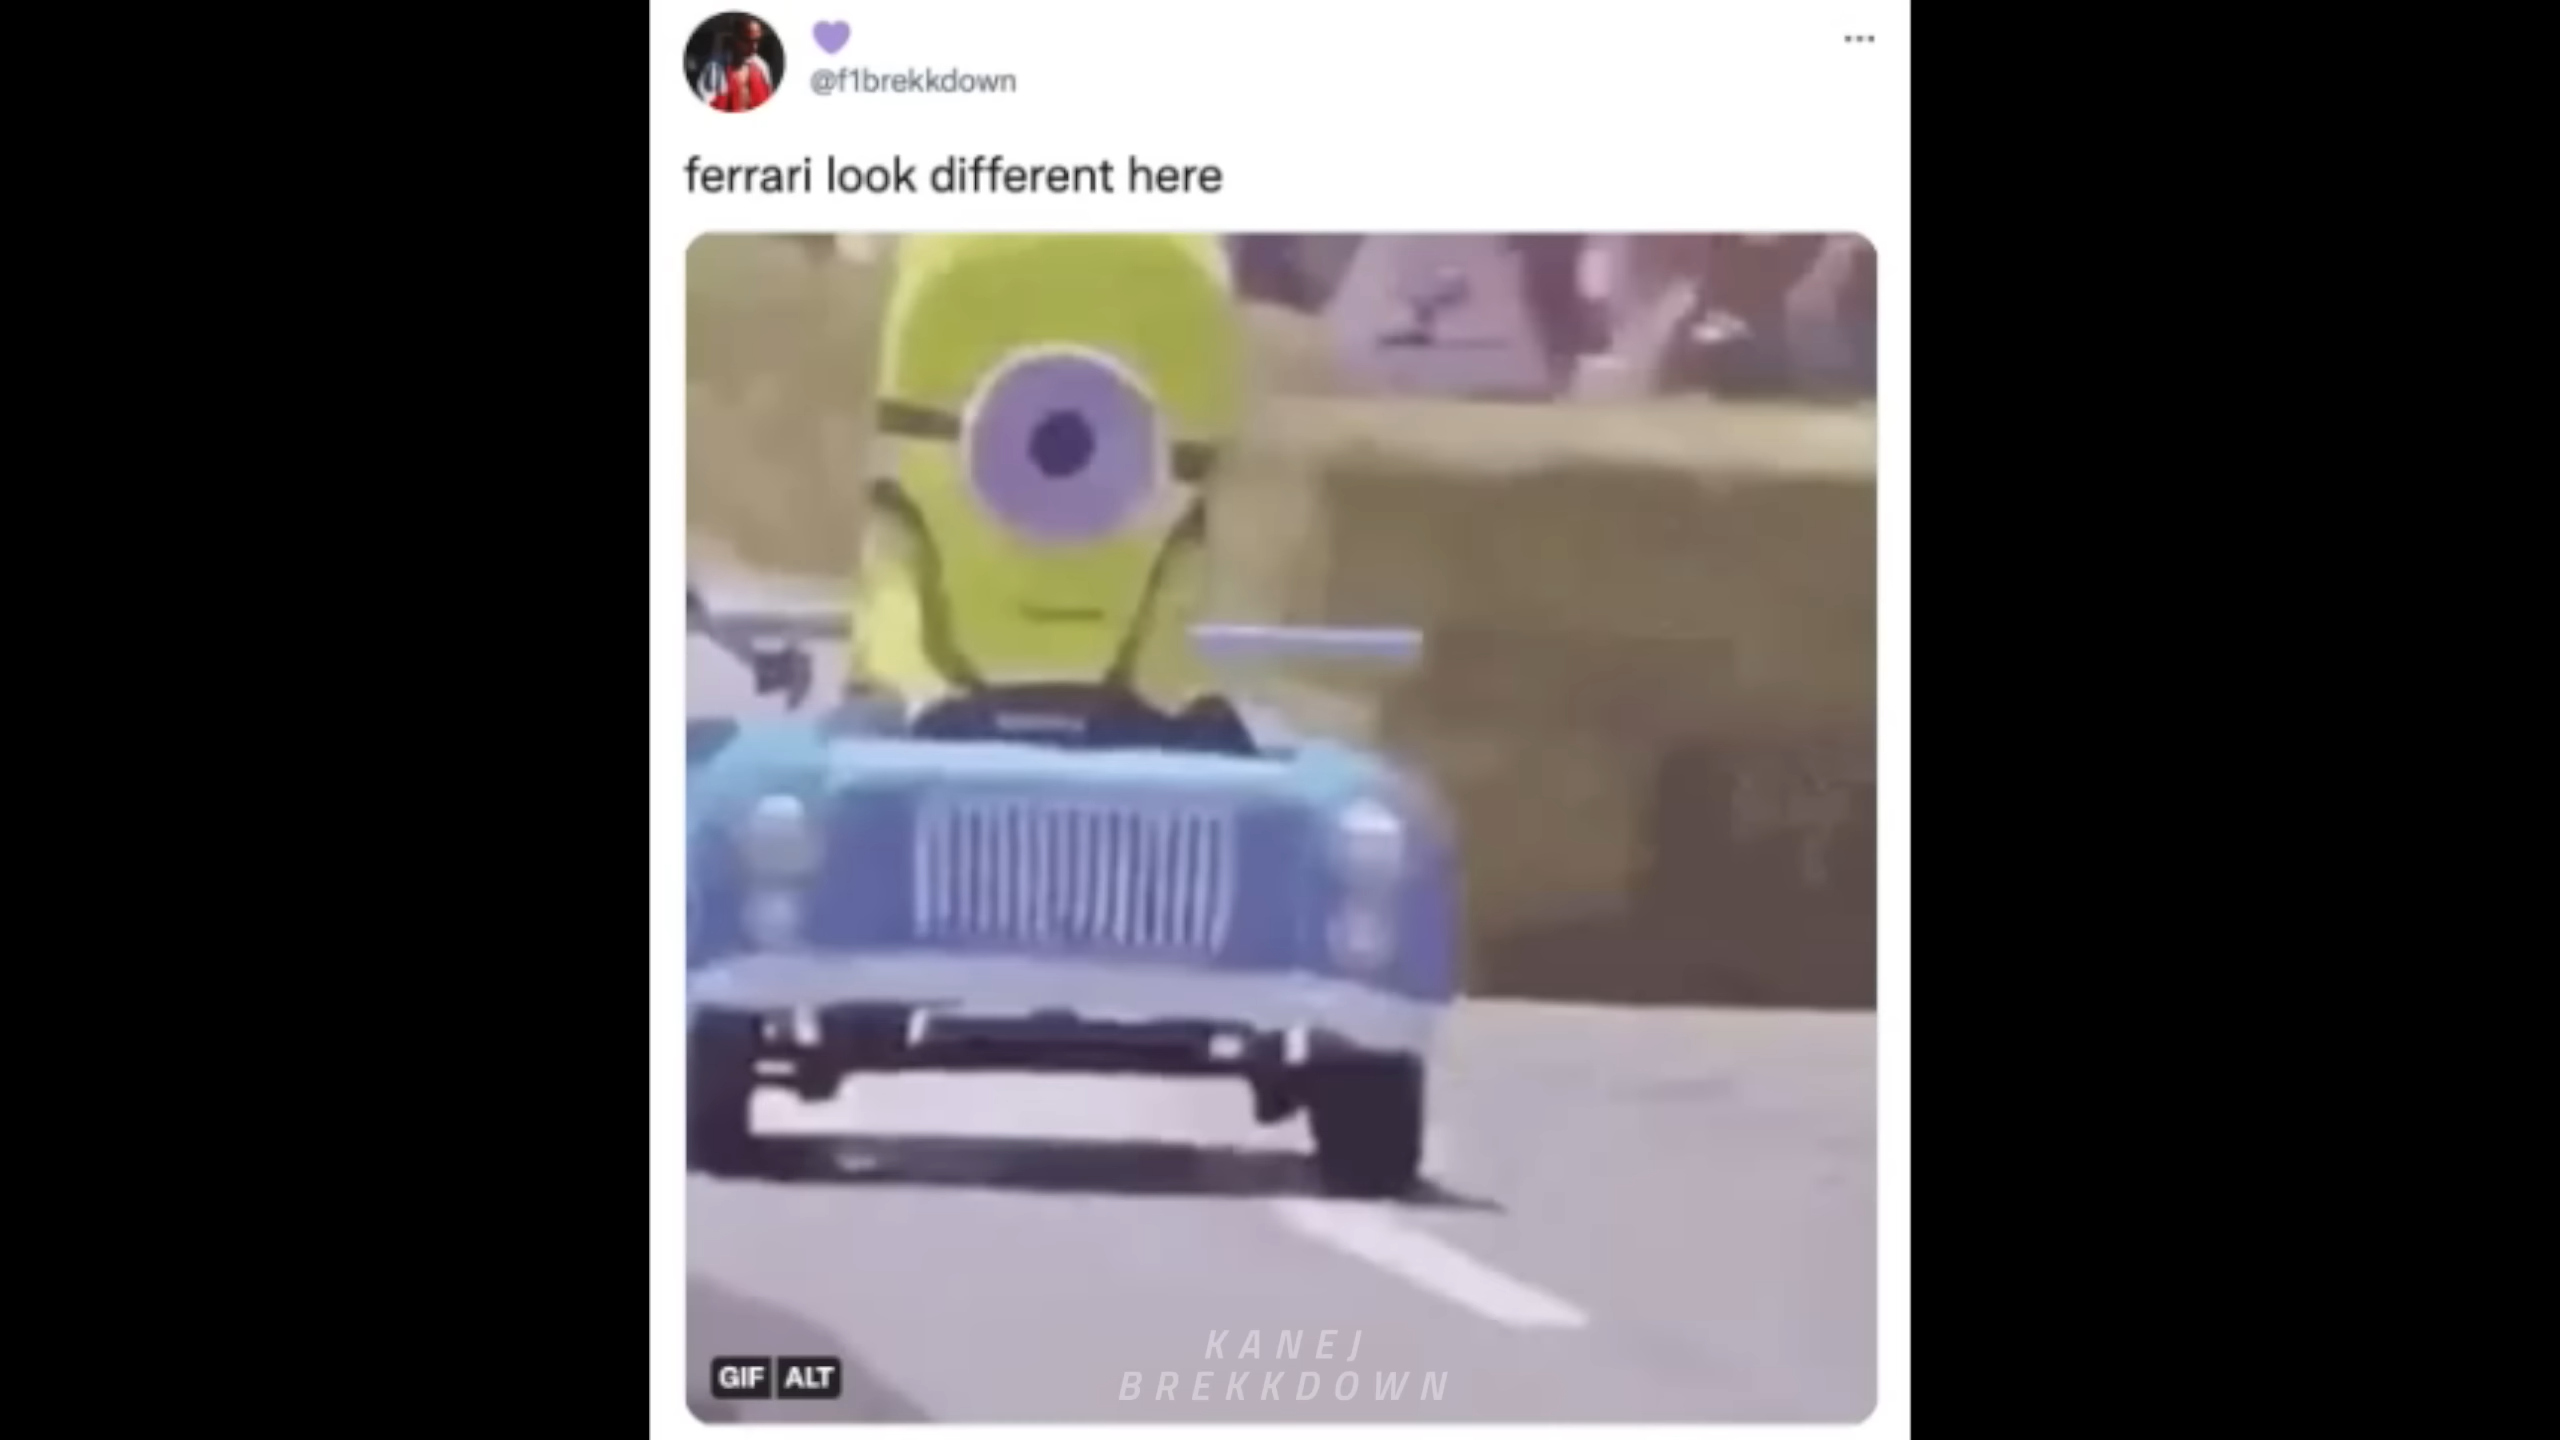 💜
@f1brekkdown
ferrari look different here
GIF ALT
KANEJ
BREKKDOWN